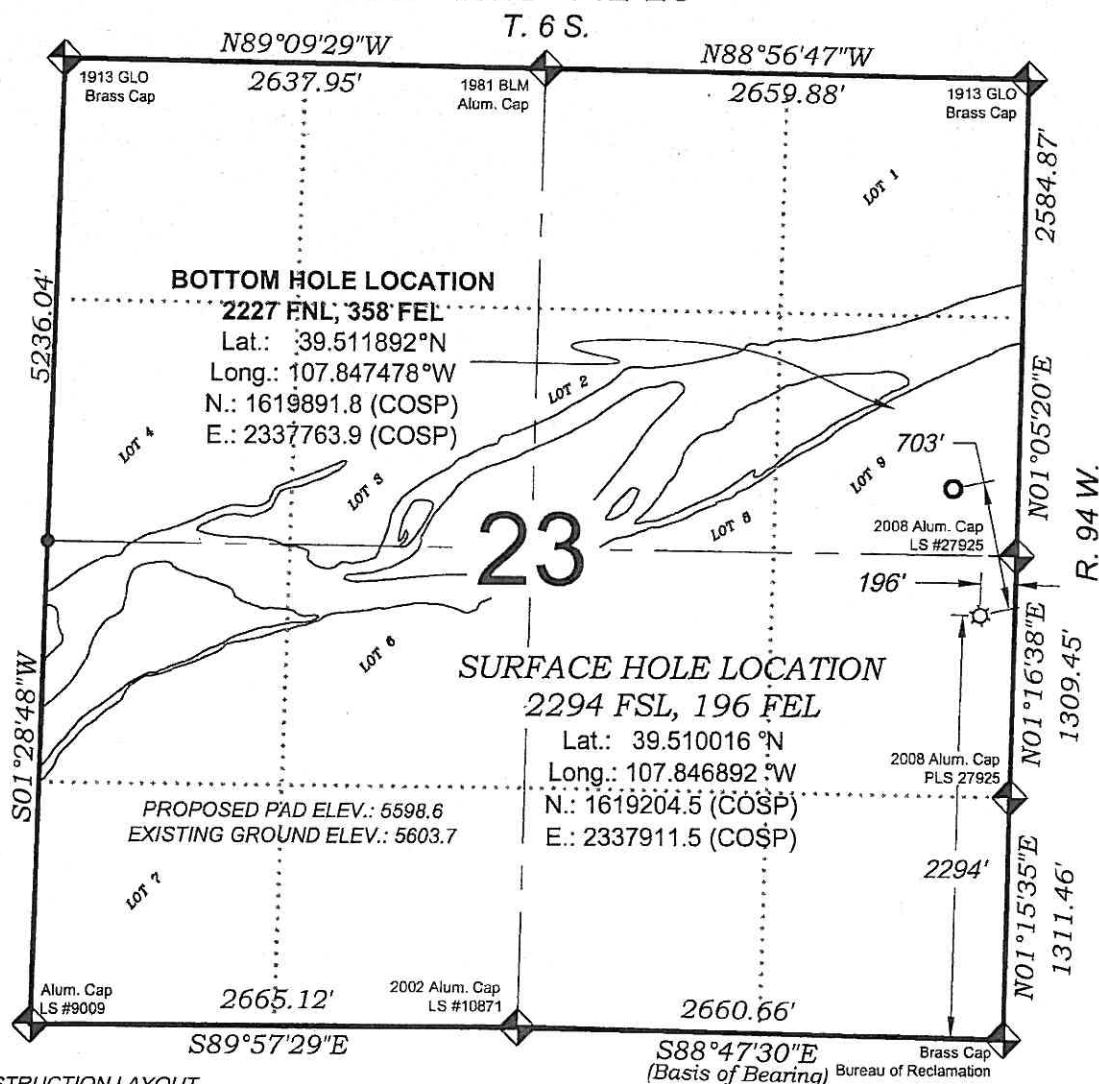 T. 6 S.
N89°09'29"W
N88°56'47"W
1913 GLO
Brass Cap
2637.95'
1981 BLM
Alum. Cap
2659.88'
1913 GLO
Brass Cap
2584.87'
LOT 1
BOTTOM HOLE LOCATION
2227 FNL, 358 FEL
Lat.: 39.511892°N
Long.: 107.847478°W
N.: 1619891.8 (COSP)
E.: 2337763.9 (COSP)
5236.04'
LOT 2
N01°05'20"E
LOT 4
LOT 3
LOT 9
703'
LOT 8
2008 Alum. Cap
LS #27925
R. 94 W.
23
196'
LOT 6
SURFACE HOLE LOCATION
2294 FSL, 196 FEL
Lat.: 39.510016 °N
Long.: 107.846892 °W
N.: 1619204.5 (COSP)
E.: 2337911.5 (COSP)
N01°16'38"E
1309.45'
S01°28'48"W
2008 Alum. Cap
PLS 27925
PROPOSED PAD ELEV.: 5598.6
EXISTING GROUND ELEV.: 5603.7
2294'
LOT 7
N01°15'35"E
1311.46'
Alum. Cap
LS #9009
2665.12'
2002 Alum. Cap
LS #10871
2660.66'
S89°57'29"E
S88°47'30"E
(Basis of Bearing)
Brass Cap
Bureau of Reclamation
STRUCTION LAYOUT